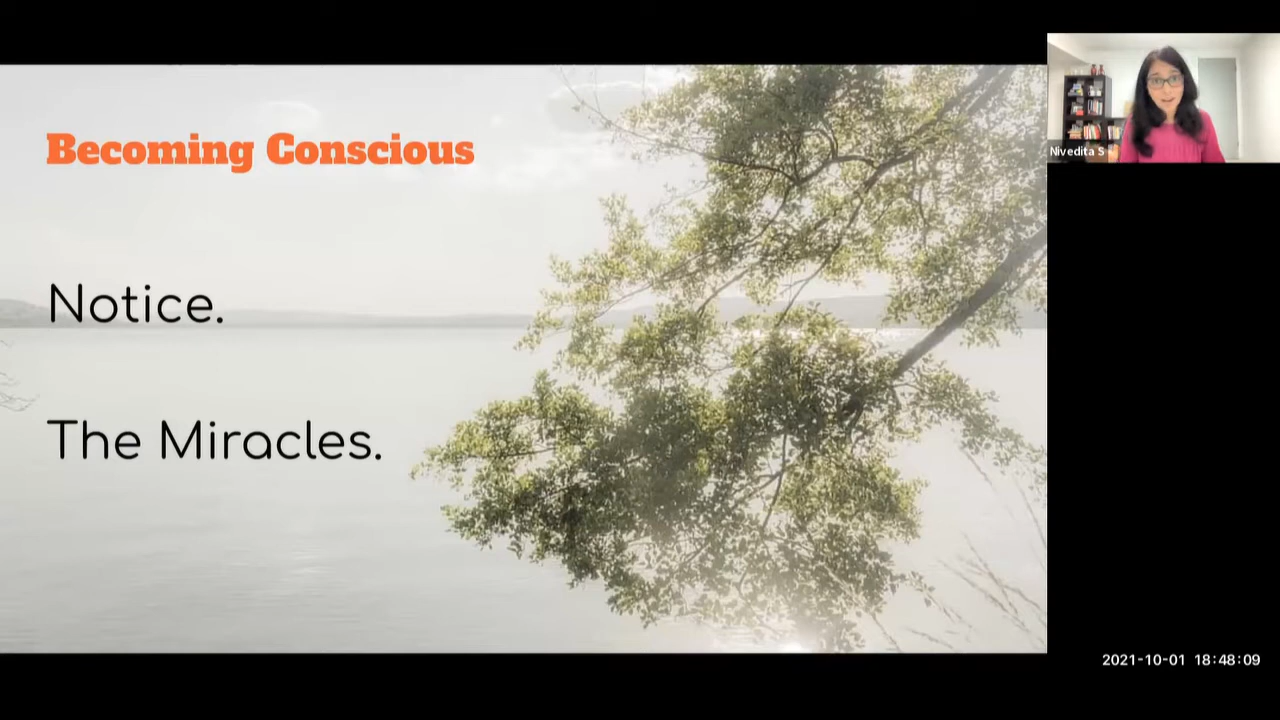 Becoming Conscious
Notice.
The Miracles.
Nivedita S
2021-10-01 18:48:09